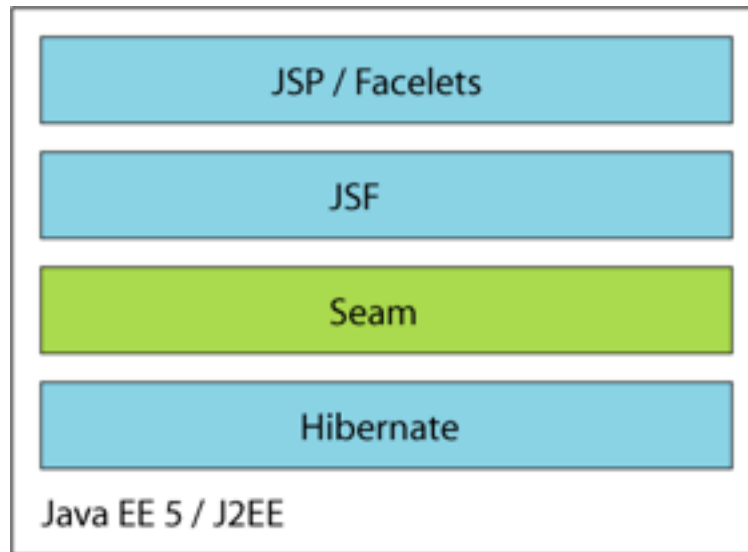 JSP / Facelets
JSF
Seam
Hibernate
Java EE 5 / J2EE